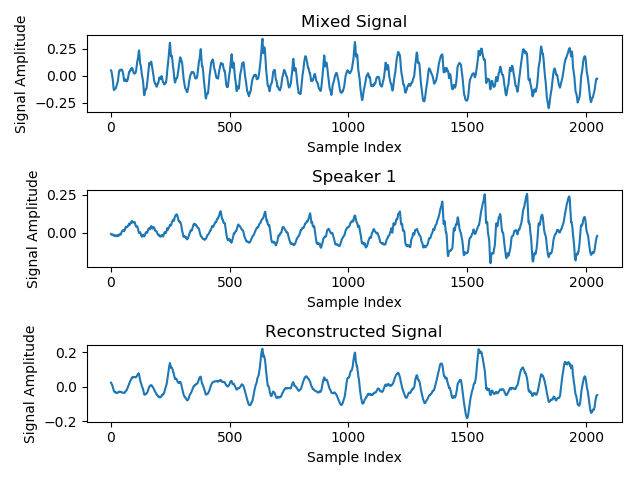 Mixed Signal
Signal Amplitude
0.25
0.00
−0.25
0
500
1000
1500
2000
Sample Index
Speaker 1
Signal Amplitude
0.25
0.00
0
500
1000
1500
2000
Sample Index
Reconstructed Signal
Signal Amplitude
0.2
0.0
−0.2
0
500
1000
1500
2000
Sample Index